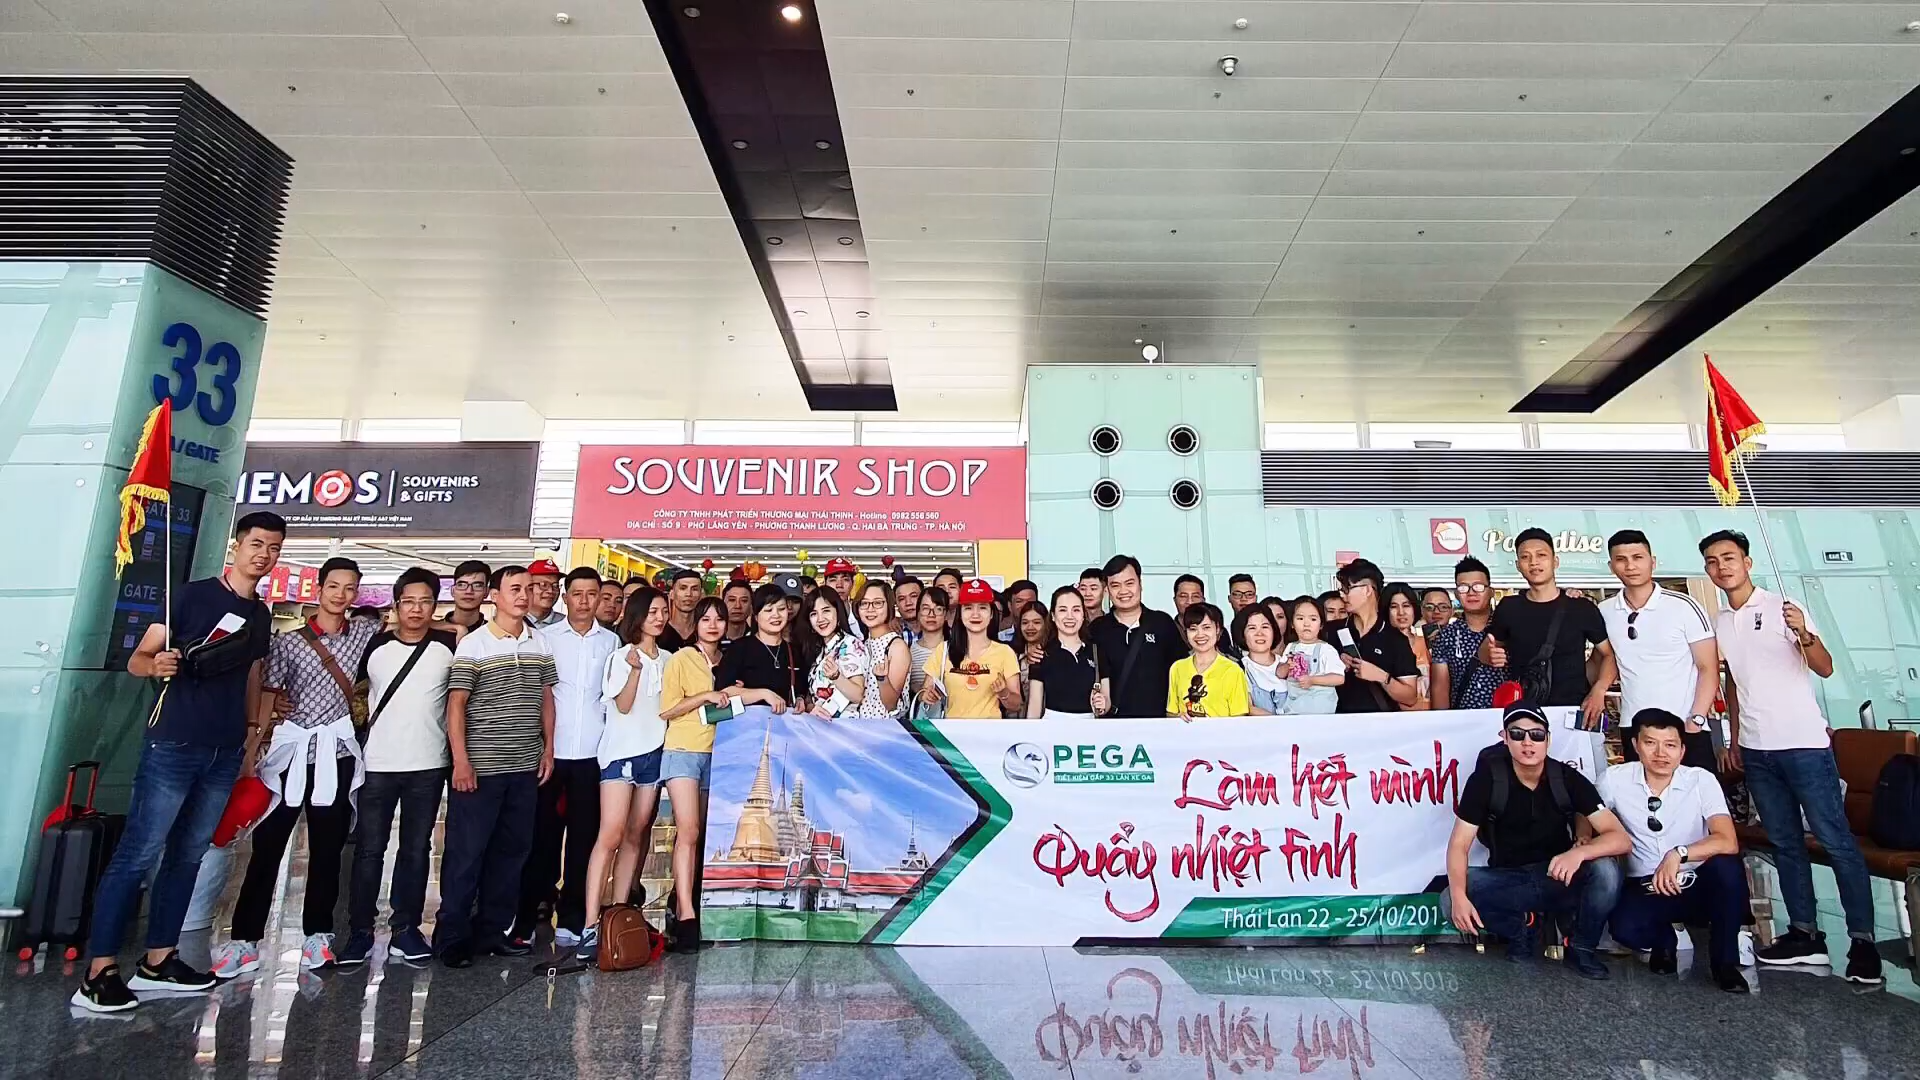 33
GATE
GATE 33
GATE
EMOS
SOUVENIRS
& GIFTS
SOUVENIR SHOP
CÔNG TY TNHH PHÁT TRIỂN THƯƠNG MẠI THÁI THỊNH - Hotline 0982 556 560
ĐỊA CHỈ : SỐ 9 - PHỐ LÃNG YÊN - PHƯỜNG THANH LƯƠNG - Q. HAI BÀ TRƯNG - TP. HÀ NỘI
Paradise
PEGA
TIẾT KIỆM GẤP 33 LẦN XE GA
Làm hết mình
Quẩy nhiệt tình
Thái Lan 22 - 25/10/201